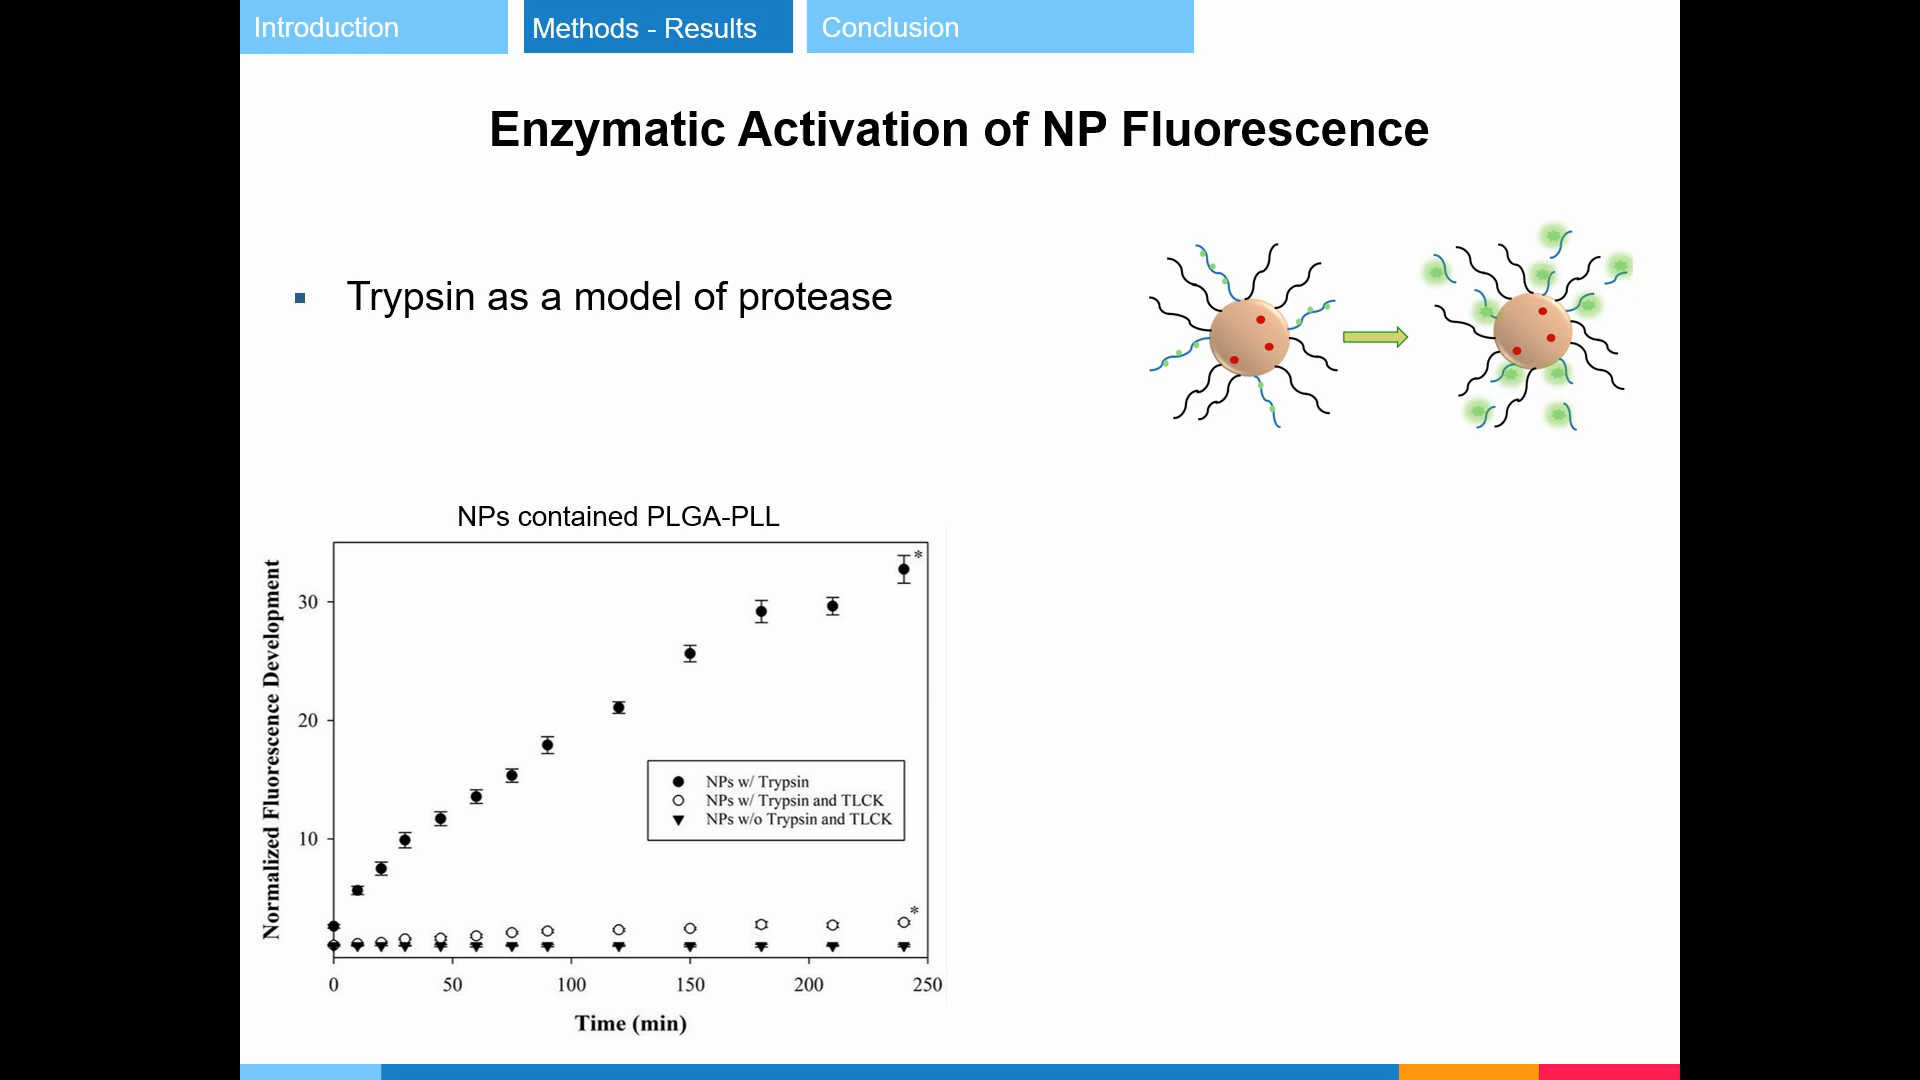 Introduction
Methods - Results
Conclusion
Enzymatic Activation of NP Fluorescence
Trypsin as a model of protease
NPs contained PLGA-PLL
Normalized Fluorescence Development
30
20
10
*
*
NPs w/ Trypsin
NPs w/ Trypsin and TLCK
NPs w/o Trypsin and TLCK
0 50 100 150 200 250
Time (min)